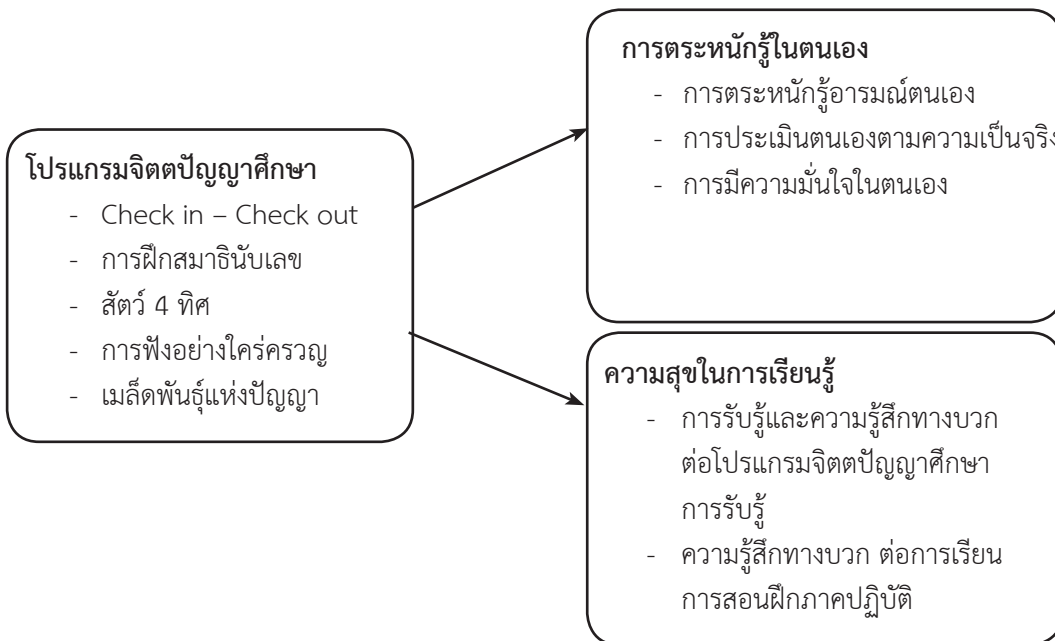 โปรแกรมจิตตปัญญาศึกษา
- Check in – Check out
- การฝึกสมาธินับเลข
- สัตว์ 4 ทิศ
- การฟังอย่างใคร่ครวญ
- เมล็ดพันธุ์แห่งปัญญา
การตระหนักรู้ในตนเอง
- การตระหนักรู้อารมณ์ตนเอง
- การประเมินตนเองตามความเป็นจริง
- การมีความมั่นใจในตนเอง
ความสุขในการเรียนรู้
- การรับรู้และความรู้สึกทางบวก
ต่อโปรแกรมจิตตปัญญาศึกษา
การรับรู้
- ความรู้สึกทางบวก ต่อการเรียน
การสอนฝึกภาคปฏิบัติ